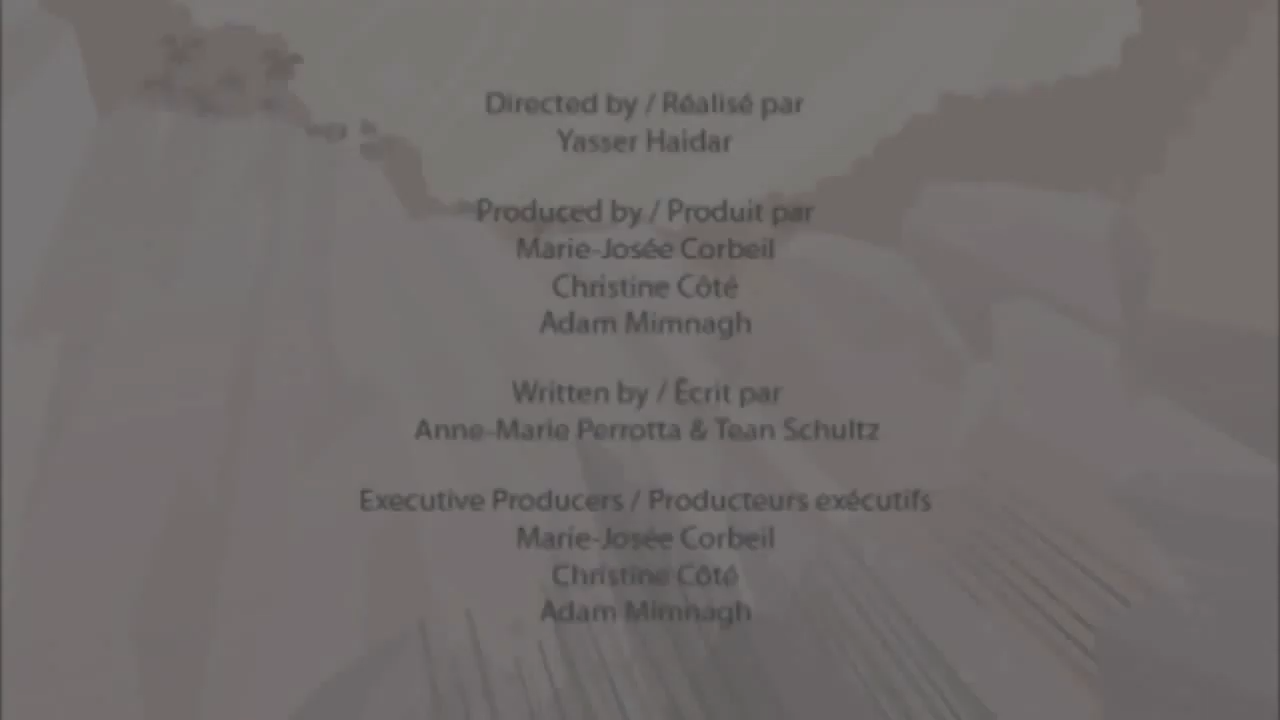 Directed by / Réalisé par
Yasser Haidar
Produced by / Produit par
Marie-Josée Corbeil
Christine Côté
Adam Mimnagh
Written by / Écrit par
Anne-Marie Perrotta & Tean Schultz
Executive Producers / Producteurs exécutifs
Marie-Josée Corbeil
Christine Côté
Adam Mimnagh